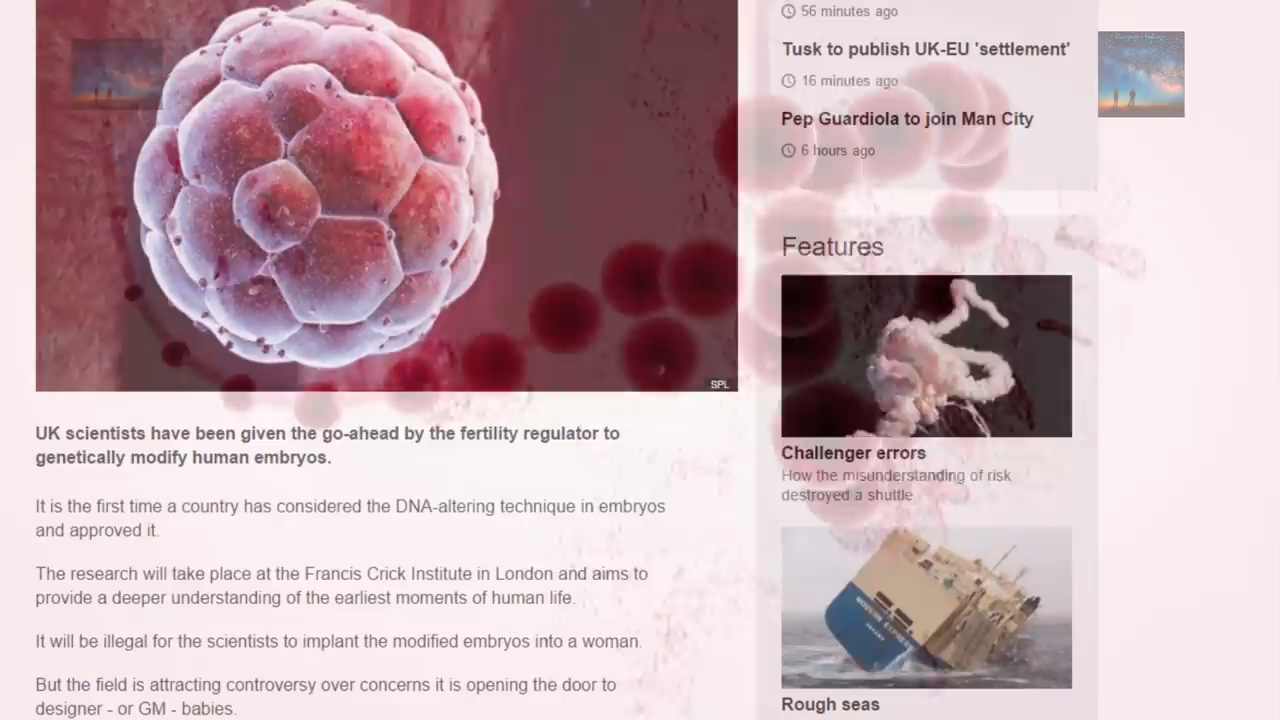 56 minutes ago
Tusk to publish UK-EU 'settlement'
16 minutes ago
Pep Guardiola to join Man City
6 hours ago
Features
SPL
UK scientists have been given the go-ahead by the fertility regulator to
genetically modify human embryos.
It is the first time a country has considered the DNA-altering technique in embryos
and approved it.
The research will take place at the Francis Crick Institute in London and aims to
provide a deeper understanding of the earliest moments of human life.
It will be illegal for the scientists to implant the modified embryos into a woman.
But the field is attracting controversy over concerns it is opening the door to
designer - or GM - babies.
Challenger errors
How the misunderstanding of risk
destroyed a shuttle
Rough seas